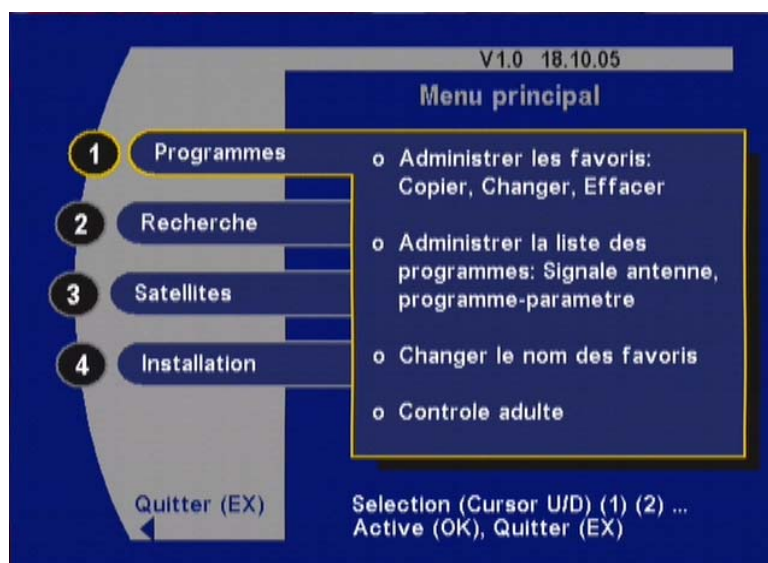 V1.0 18.10.05
Menu principal
1 Programmes
2 Recherche
3 Satellites
4 Installation
o Administrer les favoris:
Copier, Changer, Effacer
o Administrer la liste des
programmes: Signale antenne,
programme-parametre
o Changer le nom des favoris
o Controle adulte
Quitter (EX)
Selection (Cursor U/D) (1) (2) ...
Active (OK), Quitter (EX)